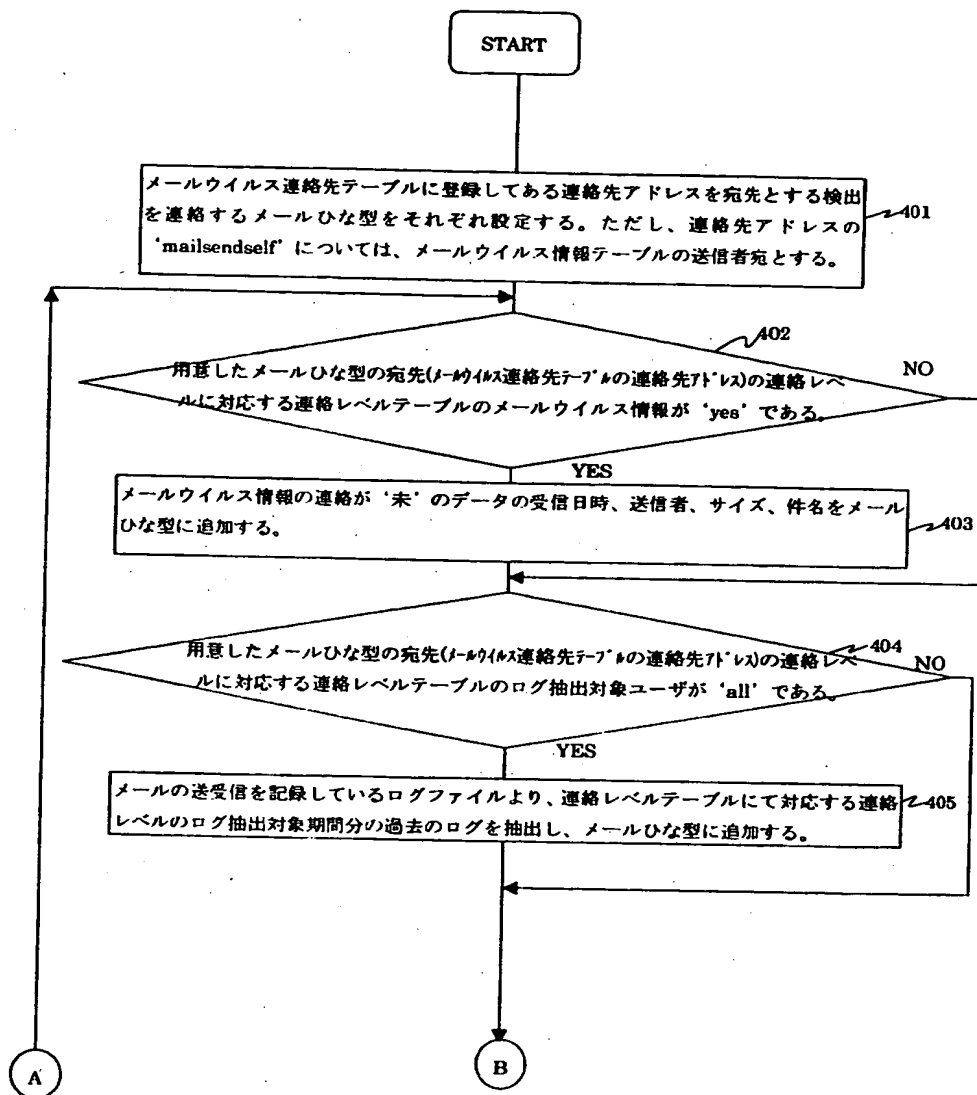 START
メールウイルス連絡先テーブルに登録してある連絡先アドレスを宛先とする検出
を連絡するメールひな型をそれぞれ設定する。ただし、連絡先アドレスの
‘mailsendself’については、メールウイルス情報テーブルの送信者宛とする。
401
402
用意したメールひな型の宛先(メールウイルス連絡先テーブルの連絡先アドレス)の連絡レベ
ルに対応する連絡レベルテーブルのメールウイルス情報が‘yes’である。
NO
YES
メールウイルス情報の連絡が‘未’のデータの受信日時、送信者、サイズ、件名をメール
ひな型に追加する。
403
404
用意したメールひな型の宛先(メールウイルス連絡先テーブルの連絡先アドレス)の連絡レベ
ルに対応する連絡レベルテーブルのログ抽出対象ユーザが‘all’である。
NO
YES
メールの送受信を記録しているログファイルより、連絡レベルテーブルにて対応する連絡
レベルのログ抽出対象期間分の過去のログを抽出し、メールひな型に追加する。
405
A
B